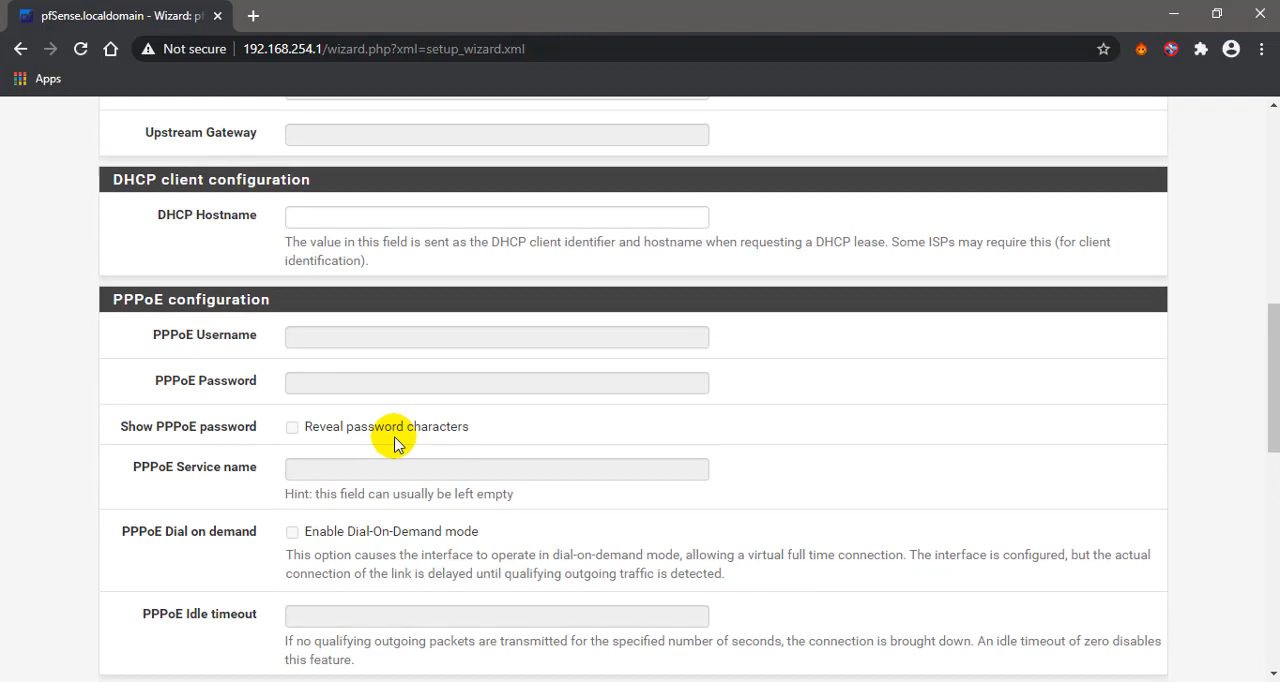 pfSense.localdomain - Wizard: pf
Not secure
192.168.254.1/wizard.php?xml=setup_wizard.xml
Apps
Upstream Gateway
DHCP client configuration
DHCP Hostname
The value in this field is sent as the DHCP client identifier and hostname when requesting a DHCP lease. Some ISPs may require this (for client
identification).
PPPoE configuration
PPPoE Username
PPPoE Password
Show PPPoE password
Reveal password characters
PPPoE Service name
Hint: this field can usually be left empty
PPPoE Dial on demand
Enable Dial-On-Demand mode
This option causes the interface to operate in dial-on-demand mode, allowing a virtual full time connection. The interface is configured, but the actual
connection of the link is delayed until qualifying outgoing traffic is detected.
PPPoE Idle timeout
If no qualifying outgoing packets are transmitted for the specified number of seconds, the connection is brought down. An idle timeout of zero disables
this feature.